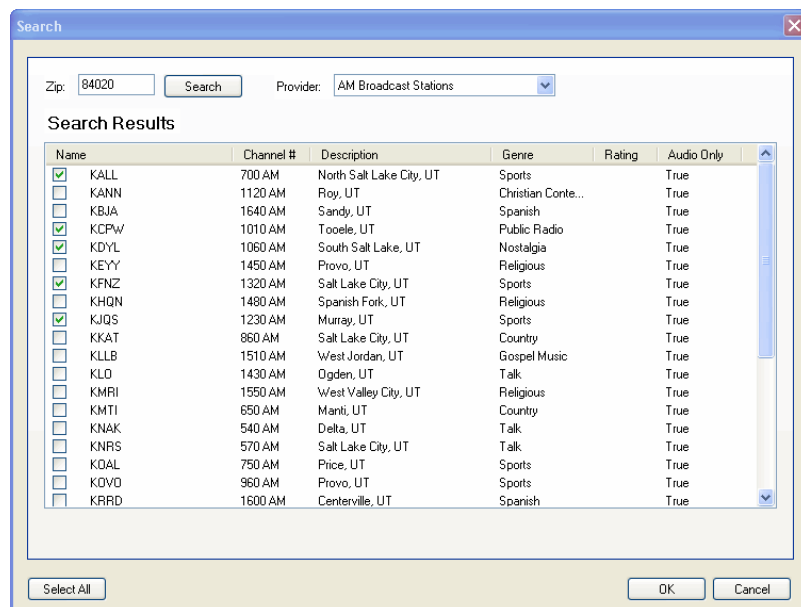 Search
Zip: 84020 Search Provider: AM Broadcast Stations
Search Results
Name Channel # Description Genre Rating Audio Only
KALL 700 AM North Salt Lake City, UT Sports True
KANN 1120 AM Roy, UT Christian Conte... True
KBJA 1640 AM Sandy, UT Spanish True
KCPW 1010 AM Tooele, UT Public Radio True
KDYL 1060 AM South Salt Lake, UT Nostalgia True
KEYY 1450 AM Provo, UT Religious True
KFNZ 1320 AM Salt Lake City, UT Sports True
KHQN 1480 AM Spanish Fork, UT Religious True
KJQS 1230 AM Murray, UT Sports True
KKAT 860 AM Salt Lake City, UT Country True
KLLB 1510 AM West Jordan, UT Gospel Music True
KLO 1430 AM Ogden, UT Talk True
KMRI 1550 AM West Valley City, UT Religious True
KMTI 650 AM Manti, UT Country True
KNAK 540 AM Delta, UT Talk True
KNRS 570 AM Salt Lake City, UT Talk True
KOAL 750 AM Price, UT Sports True
KOVO 960 AM Provo, UT Sports True
KRRD 1600 AM Centerville, UT Spanish True
Select All OK Cancel